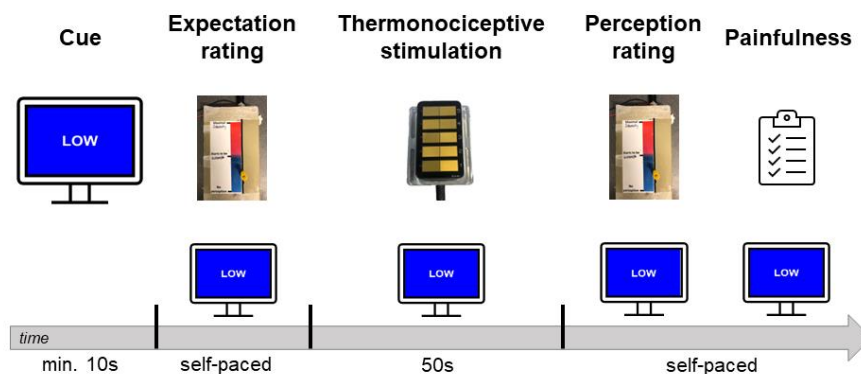 Cue
Expectation
rating
Thermonociceptive
stimulation
Perception
rating
Painfulness
LOW
LOW
LOW
LOW
LOW
time
min. 10s
self-paced
50s
self-paced